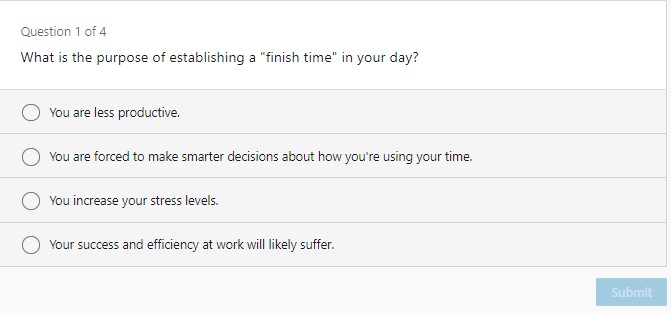 Question 1 of 4
What is the purpose of establishing a "finish time" in your day?
You are less productive.
You are forced to make smarter decisions about how you're using your time.
You increase your stress levels.
Your success and efficiency at work will likely suffer.
Submit